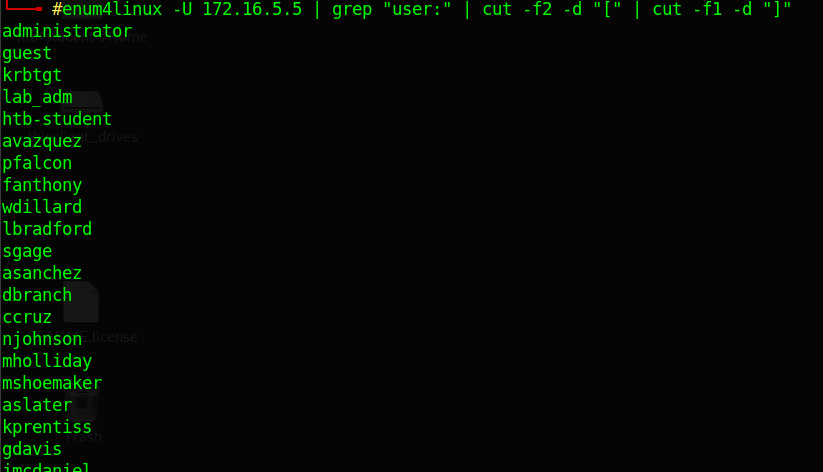 #enum4linux -U 172.16.5.5 | grep "user:" | cut -f2 -d "[" | cut -f1 -d "]"
administrator
guest
krbtgt
lab_adm
htb-student
avazquez
pfalcon
fanthony
wdillard
lbradford
sgage
asanchez
dbranch
ccruz
njohnson
mholliday
mshoemaker
aslater
kprentiss
gdavis
jmcdaniel